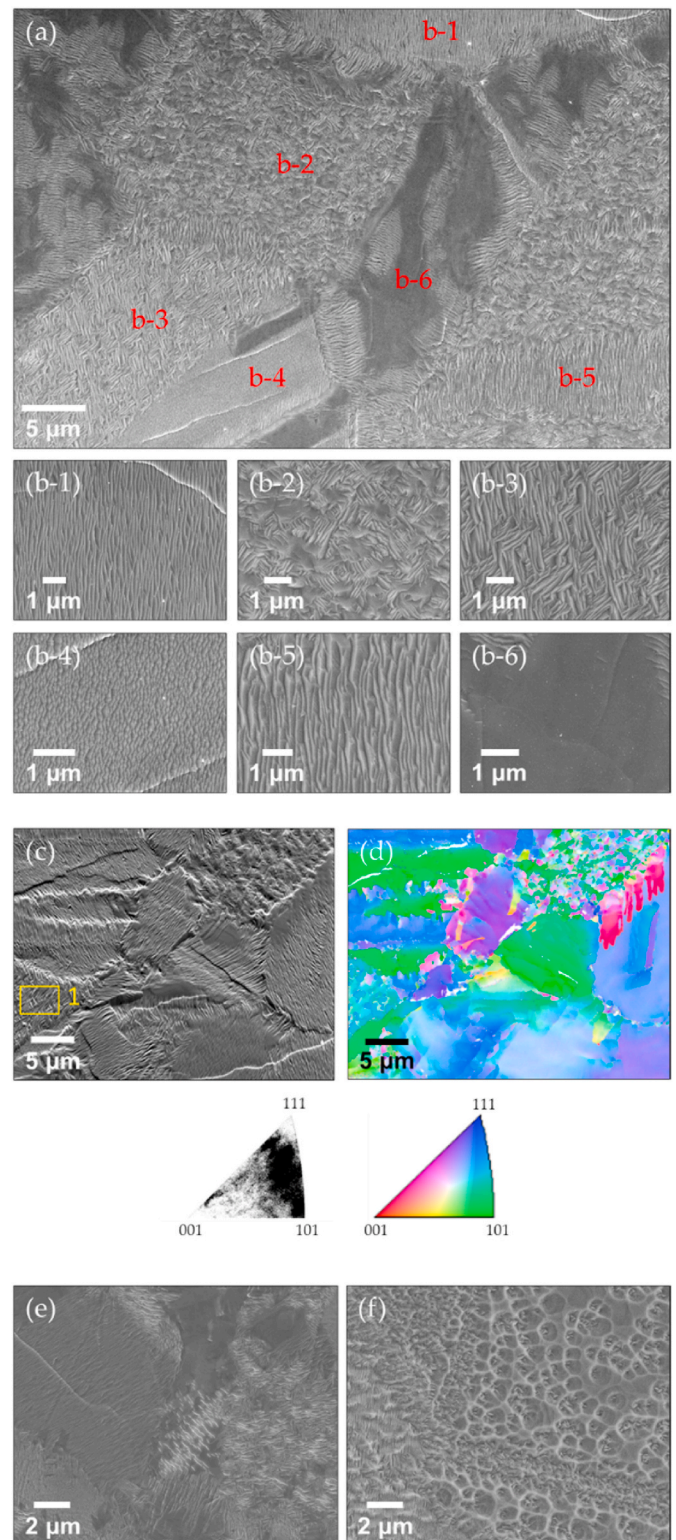 (a)
b-1
b-2
b-6
b-3
b-4
b-5
5 µm
(b-1)
(b-2)
(b-3)
1 µm
1 µm
1 µm
(b-4)
(b-5)
(b-6)
1 µm
1 µm
1 µm
(c)
(d)
1
5 µm
5 µm
111
111
001
101
001
101
(e)
(f)
2 µm
2 µm